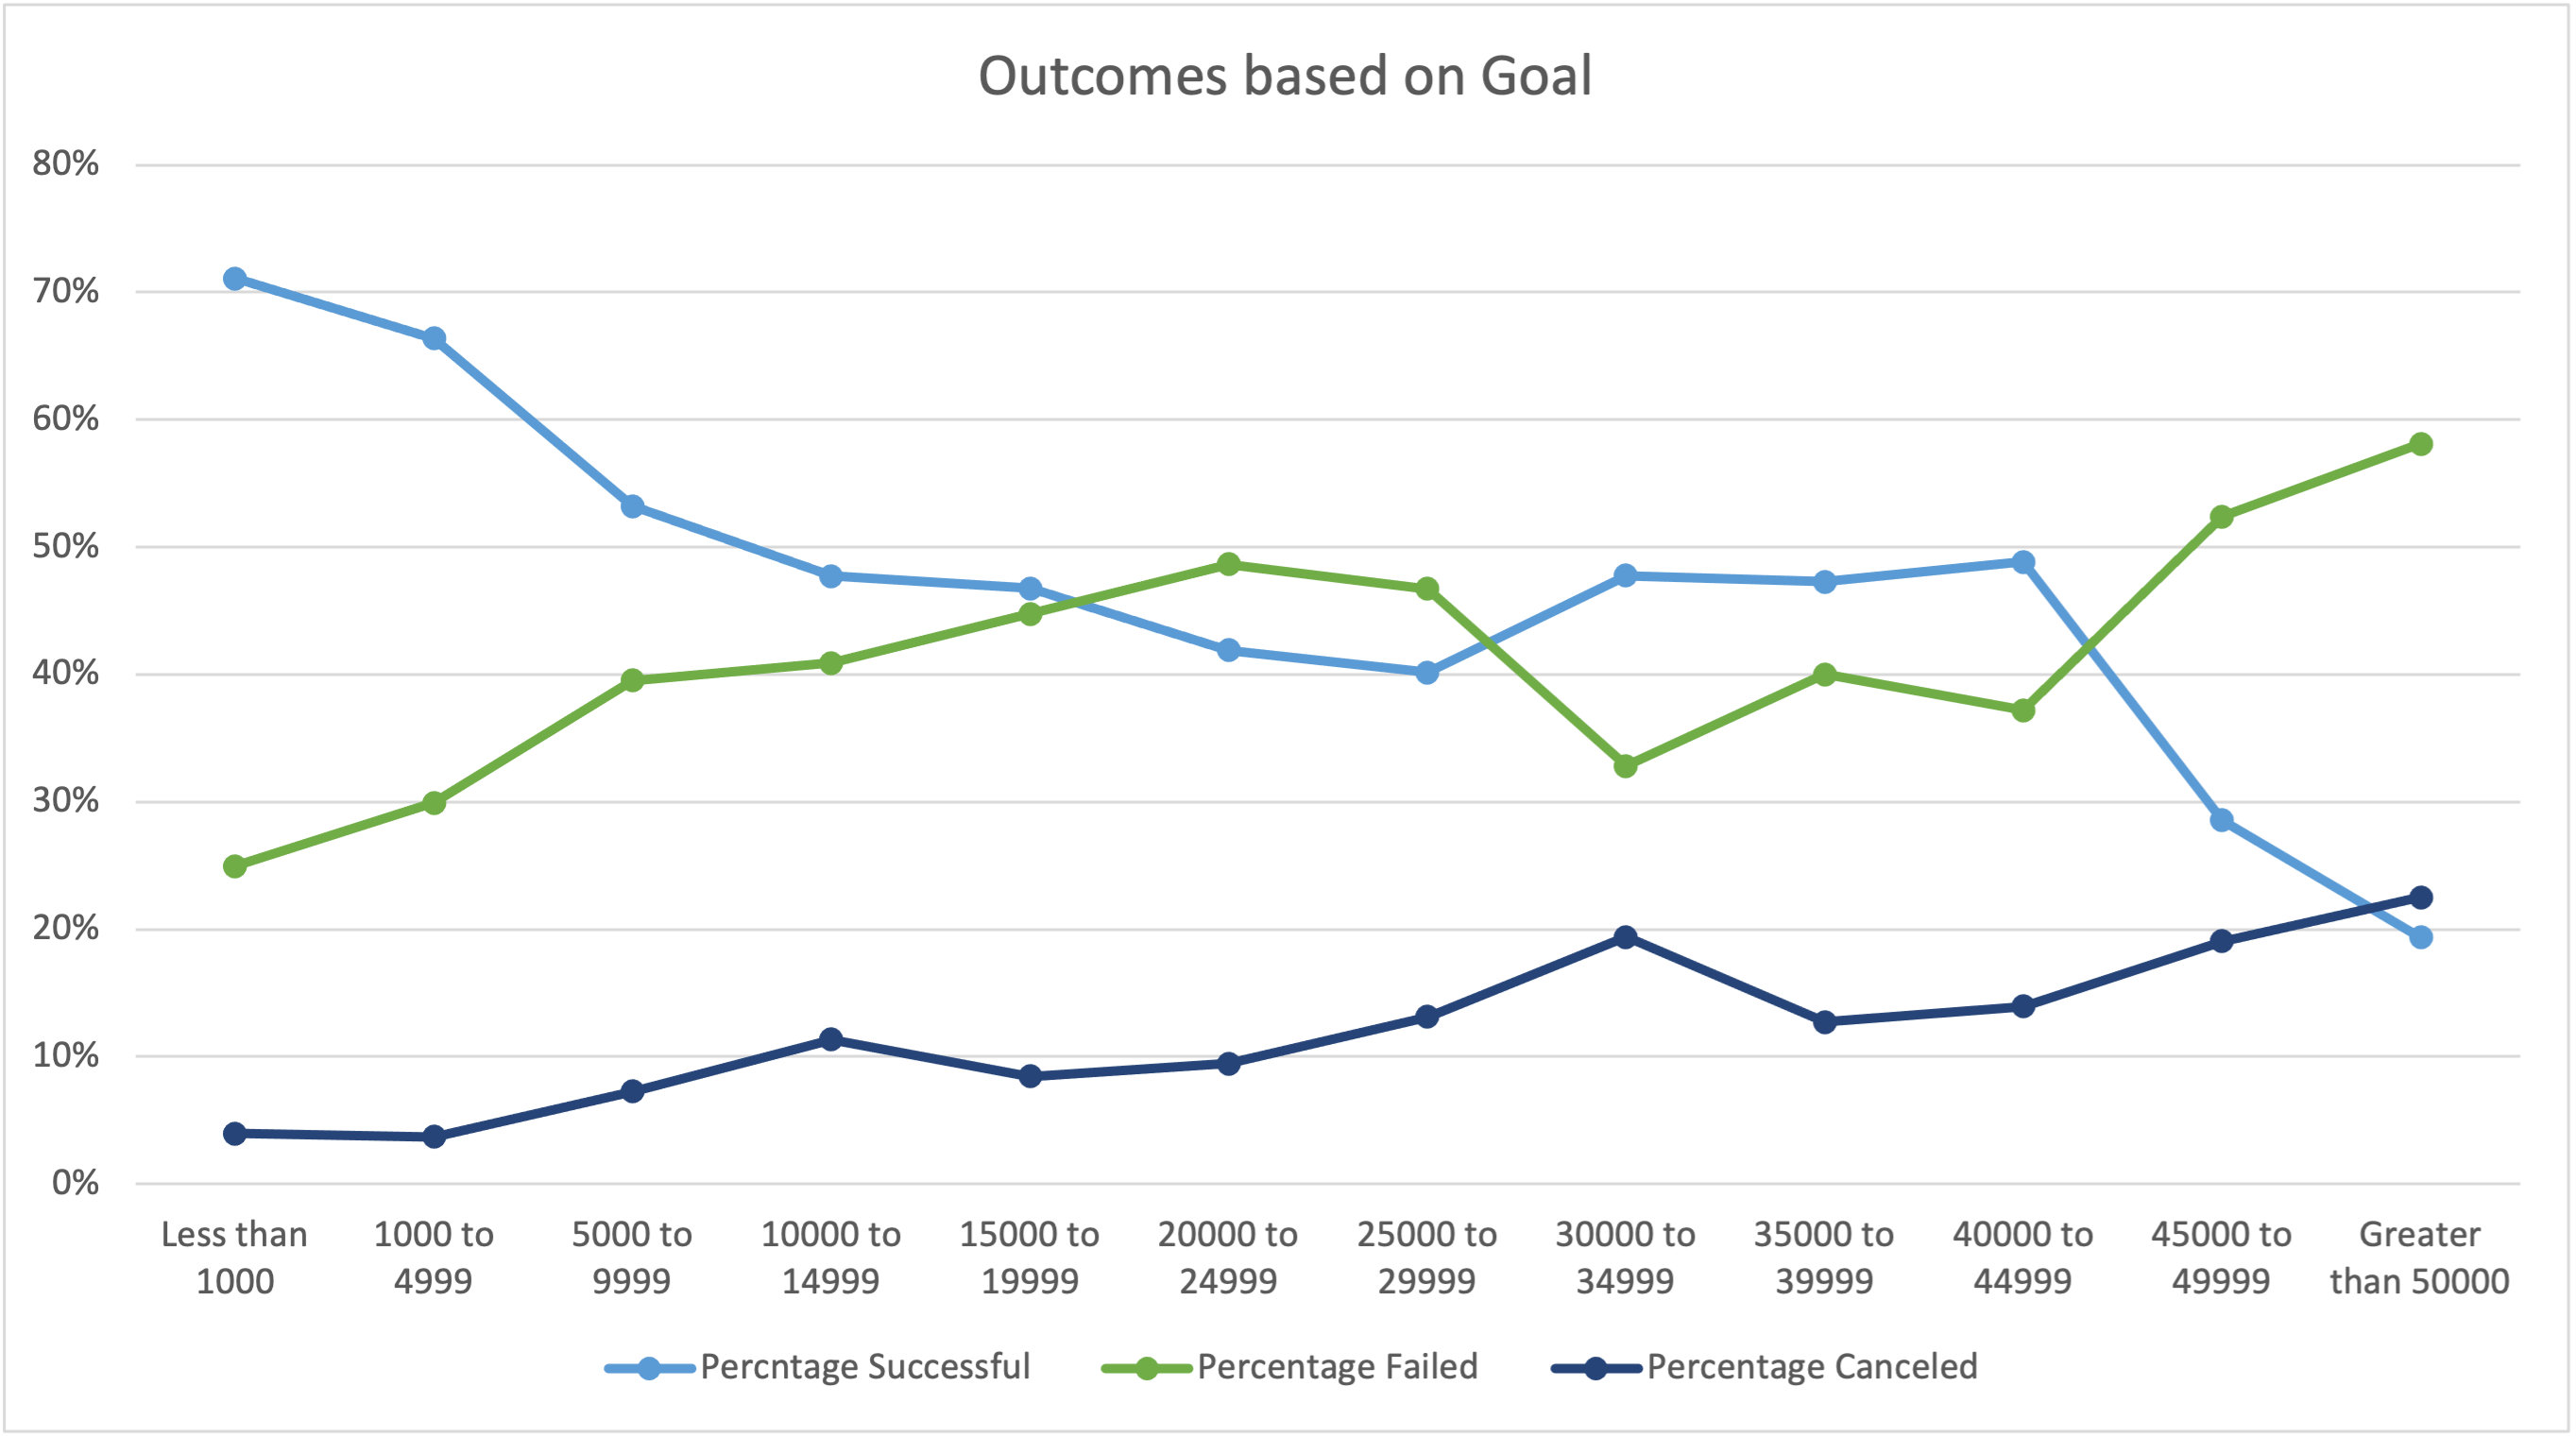 Outcomes based on Goal
80%
70%
60%
50%
40%
30%
20%
10%
0%
Less than 1000 to 5000 to 10000 to 15000 to 20000 to 25000 to 30000 to 35000 to 40000 to 45000 to Greater
1000 4999 9999 14999 19999 24999 29999 34999 39999 44999 49999 than 50000
Percntage Successful Percentage Failed Percentage Canceled